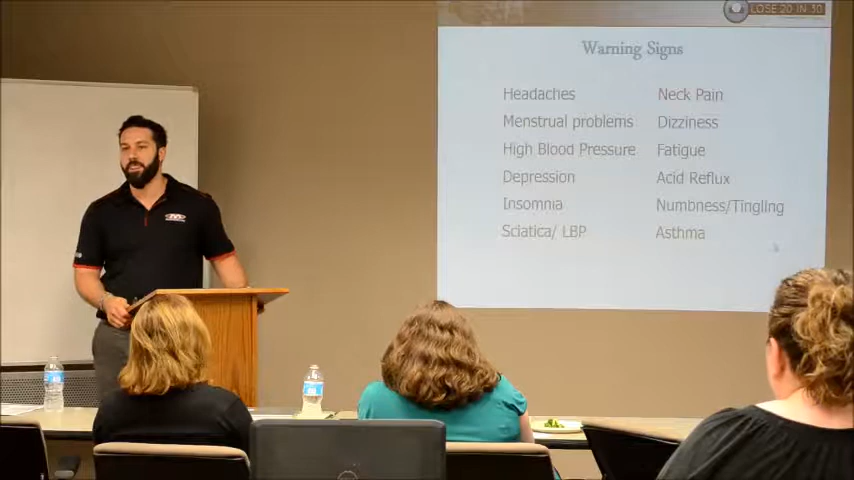 LOSE 20 IN 30
Warning Signs
Headaches
Neck Pain
Menstrual problems
Dizziness
High Blood Pressure
Fatigue
Depression
Acid Reflux
Insomnia
Numbness/Tingling
Sciatica/ LBP
Asthma